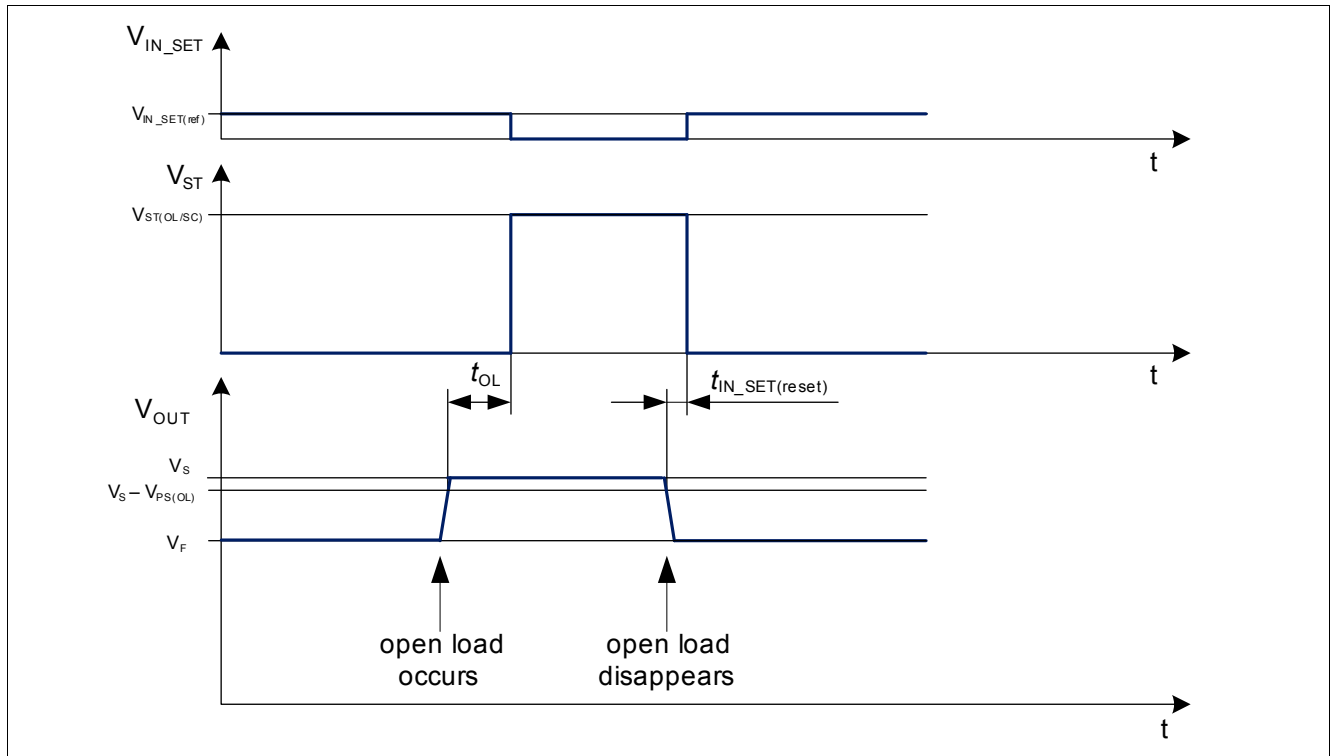 V_IN_SET
V_IN_SET(ref)
t
V_ST
V_ST(OL/SC)
t
t_OL
t_IN_SET(reset)
V_OUT
V_S
V_S – V_PS(OL)
V_F
open load
occurs
open load
disappears
t